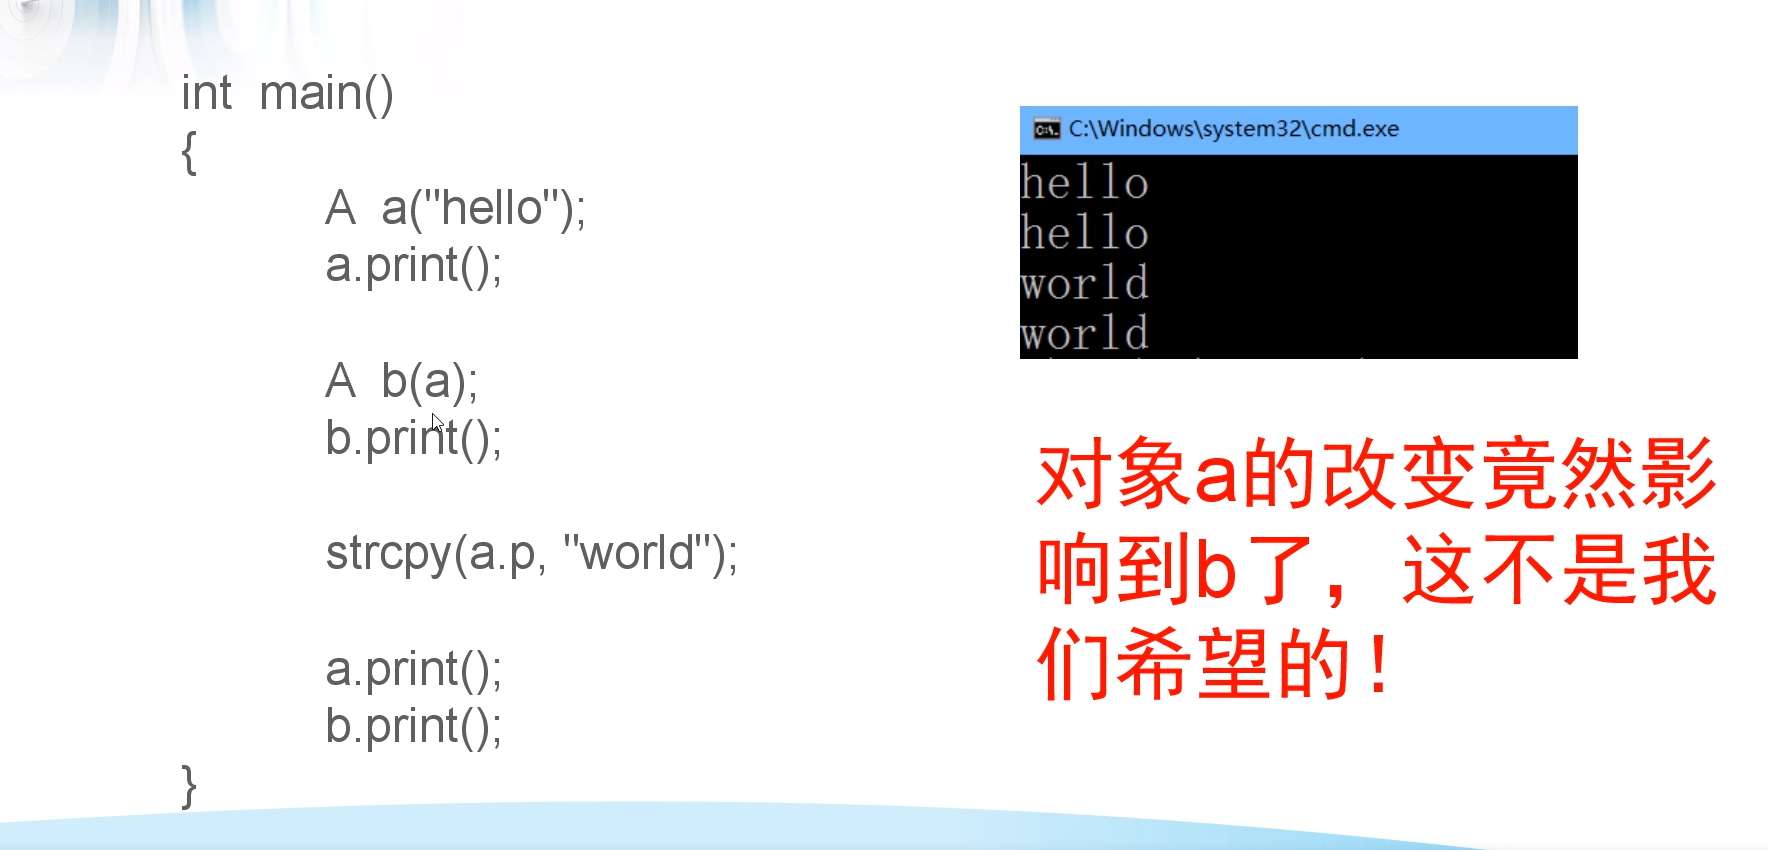 int main()
{
A a("hello");
a.print();
A b(a);
b.print();
strcpy(a.p, "world");
a.print();
b.print();
}
C:\Windows\system32\cmd.exe
hello
hello
world
world
对象a的改变竟然影
响到b了，这不是我
们希望的！